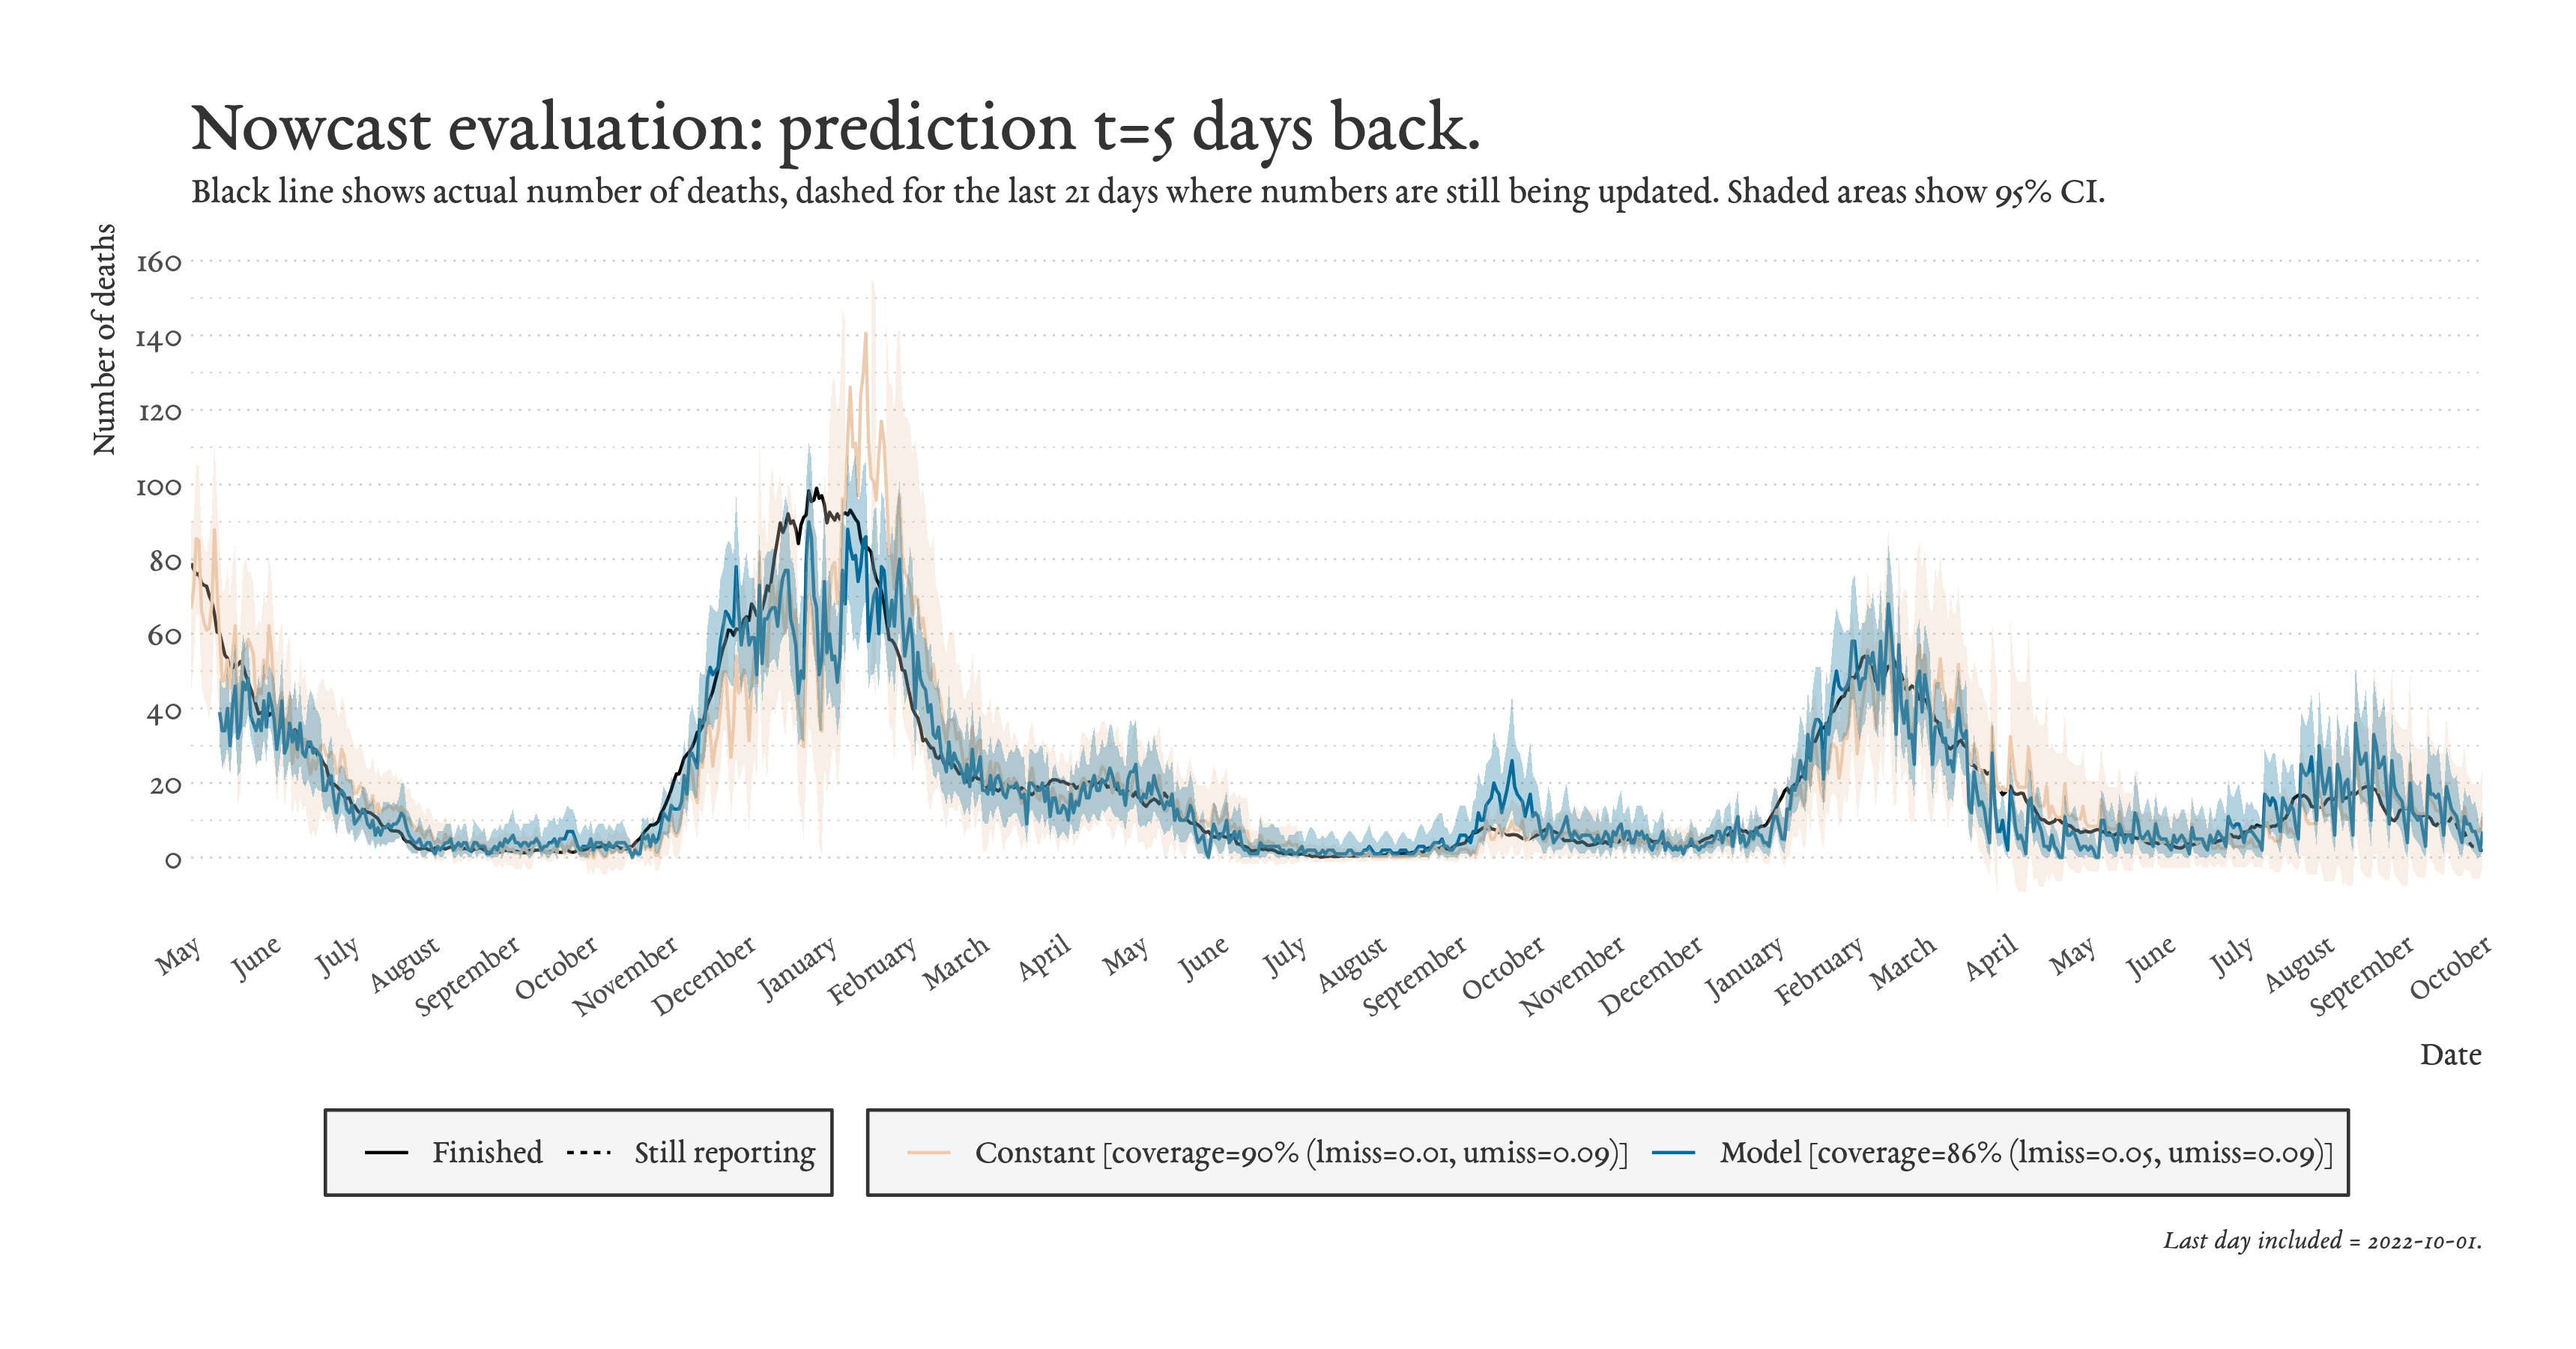 Nowcast evaluation: prediction t=5 days back.
Black line shows actual number of deaths, dashed for the last 21 days where numbers are still being updated. Shaded areas show 95% CI.
Number of deaths
160
140
120
100
80
60
40
20
0
May
June
July
August
September
October
November
December
January
February
March
April
May
June
July
August
September
October
November
December
January
February
March
April
May
June
July
August
September
October
Date
Finished Still reporting
Constant [coverage=90% (lmiss=0.01, umiss=0.09)] Model [coverage=86% (lmiss=0.05, umiss=0.09)]
Last day included = 2022-10-01.